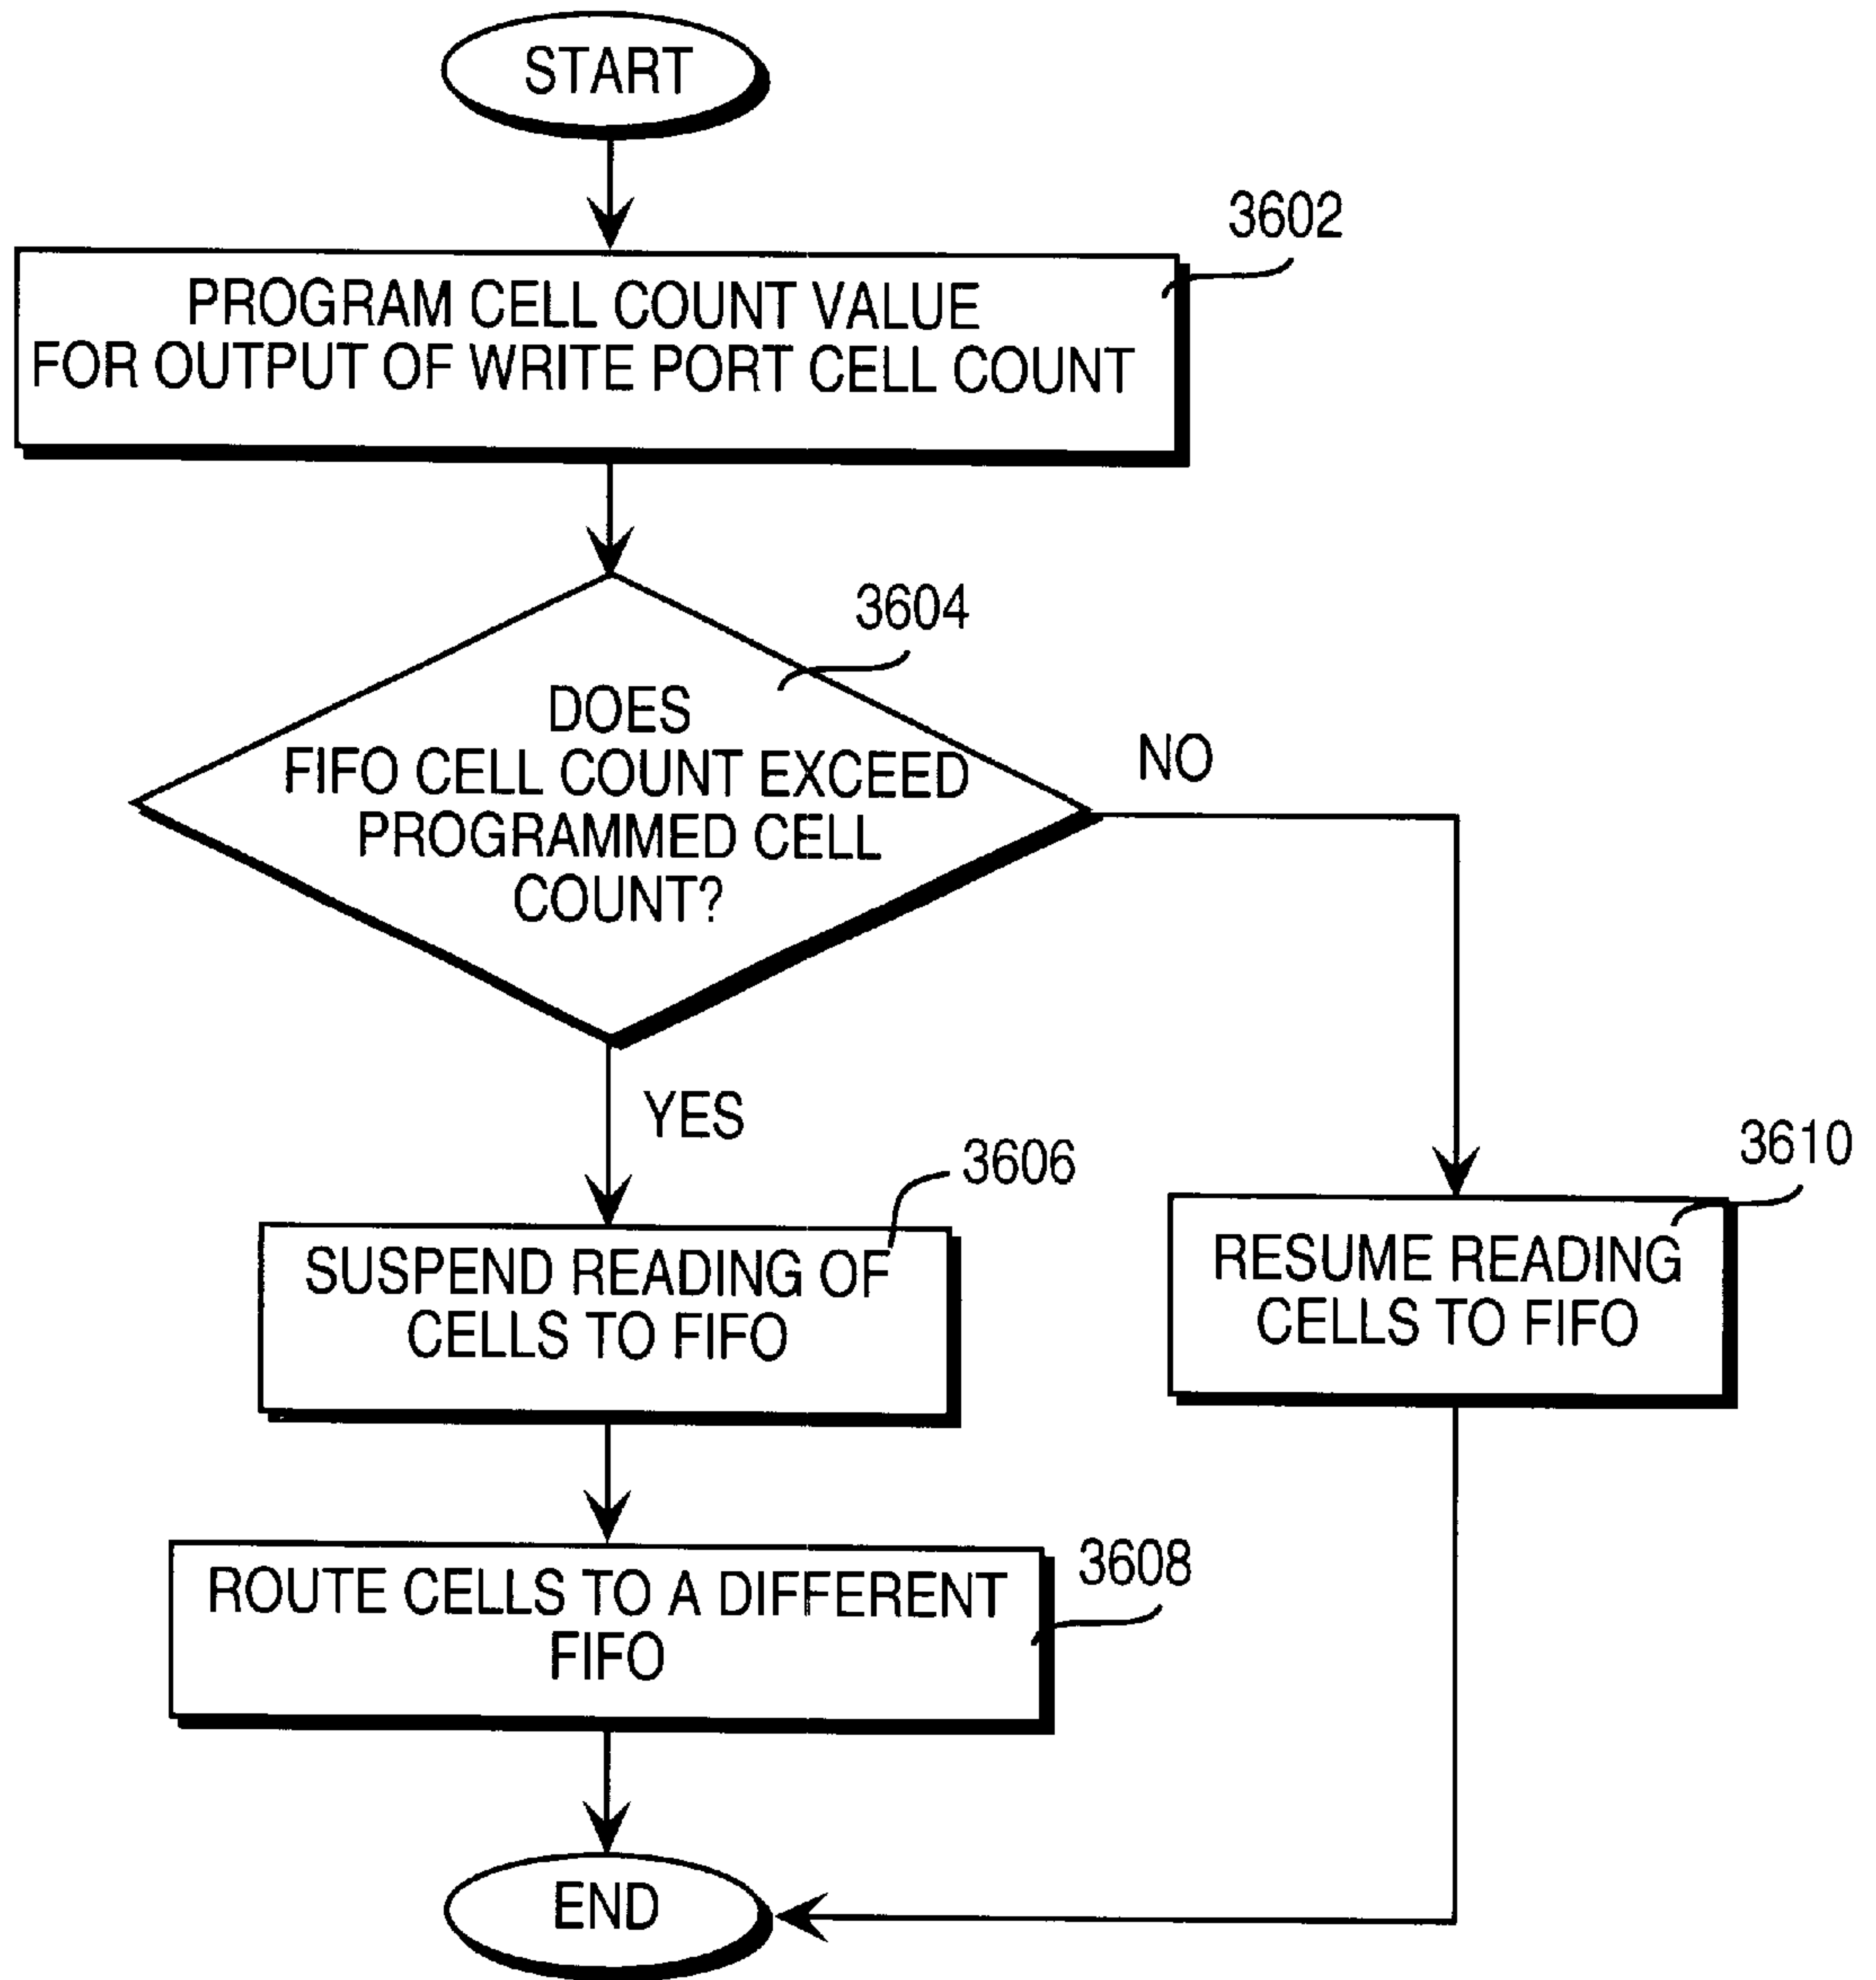 START
3602
PROGRAM CELL COUNT VALUE
FOR OUTPUT OF WRITE PORT CELL COUNT
3604
DOES
FIFO CELL COUNT EXCEED
PROGRAMMED CELL
COUNT?
NO
YES
3606
3610
SUSPEND READING OF
CELLS TO FIFO
RESUME READING
CELLS TO FIFO
3608
ROUTE CELLS TO A DIFFERENT
FIFO
END